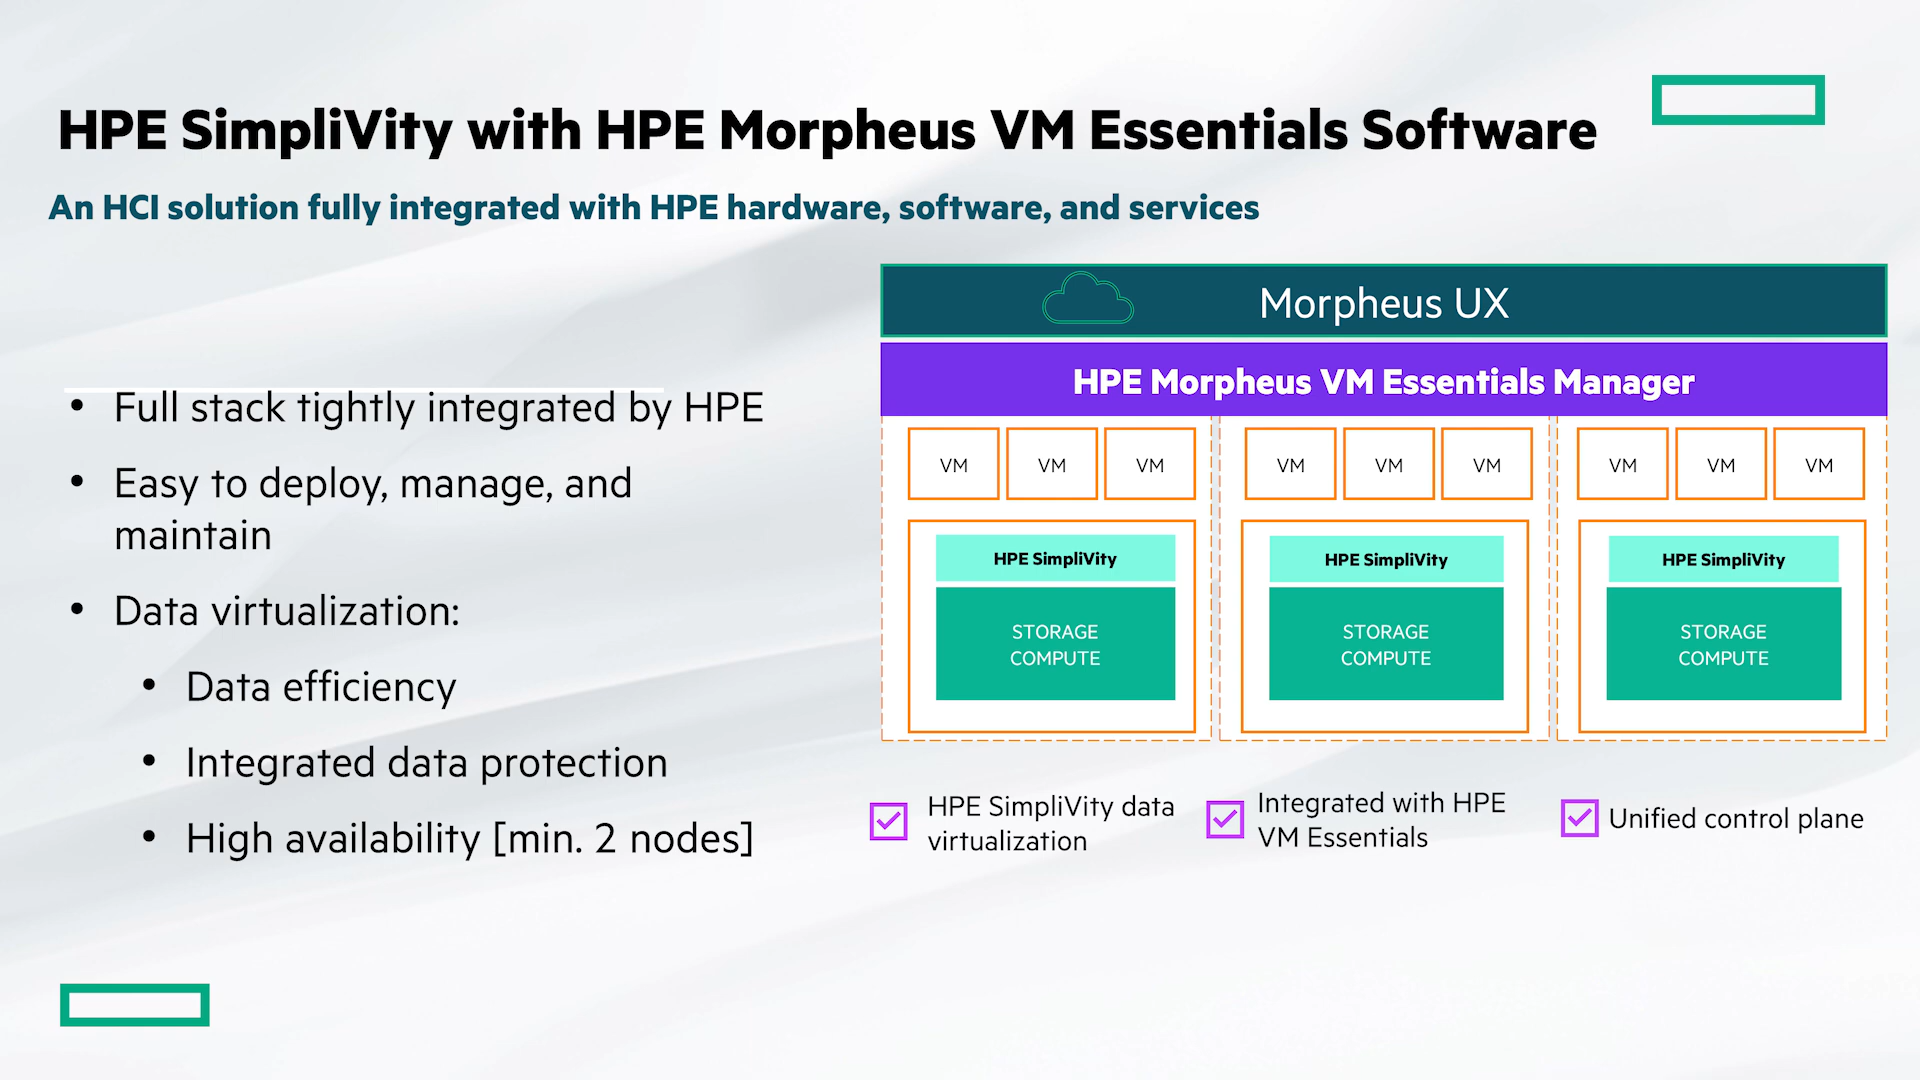 HPE SimpliVity with HPE Morpheus VM Essentials Software
An HCI solution fully integrated with HPE hardware, software, and services
• Full stack tightly integrated by HPE
• Easy to deploy, manage, and
maintain
• Data virtualization:
• Data efficiency
• Integrated data protection
• High availability [min. 2 nodes]
Morpheus UX
HPE Morpheus VM Essentials Manager
VM VM VM VM VM VM VM VM VM
HPE SimpliVity HPE SimpliVity HPE SimpliVity
STORAGE STORAGE STORAGE
COMPUTE COMPUTE COMPUTE
HPE SimpliVity data
virtualization
Integrated with HPE
VM Essentials
Unified control plane